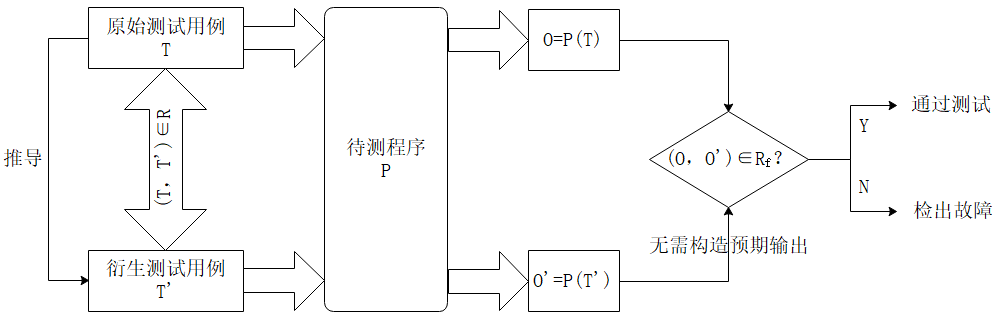 原始测试用例
T
推导
(T，T')∈R
衍生测试用例
T'
待测程序
P
O=P(T)
O'=P(T')
(O，O')∈Rf？
无需构造预期输出
Y
通过测试
N
检出故障